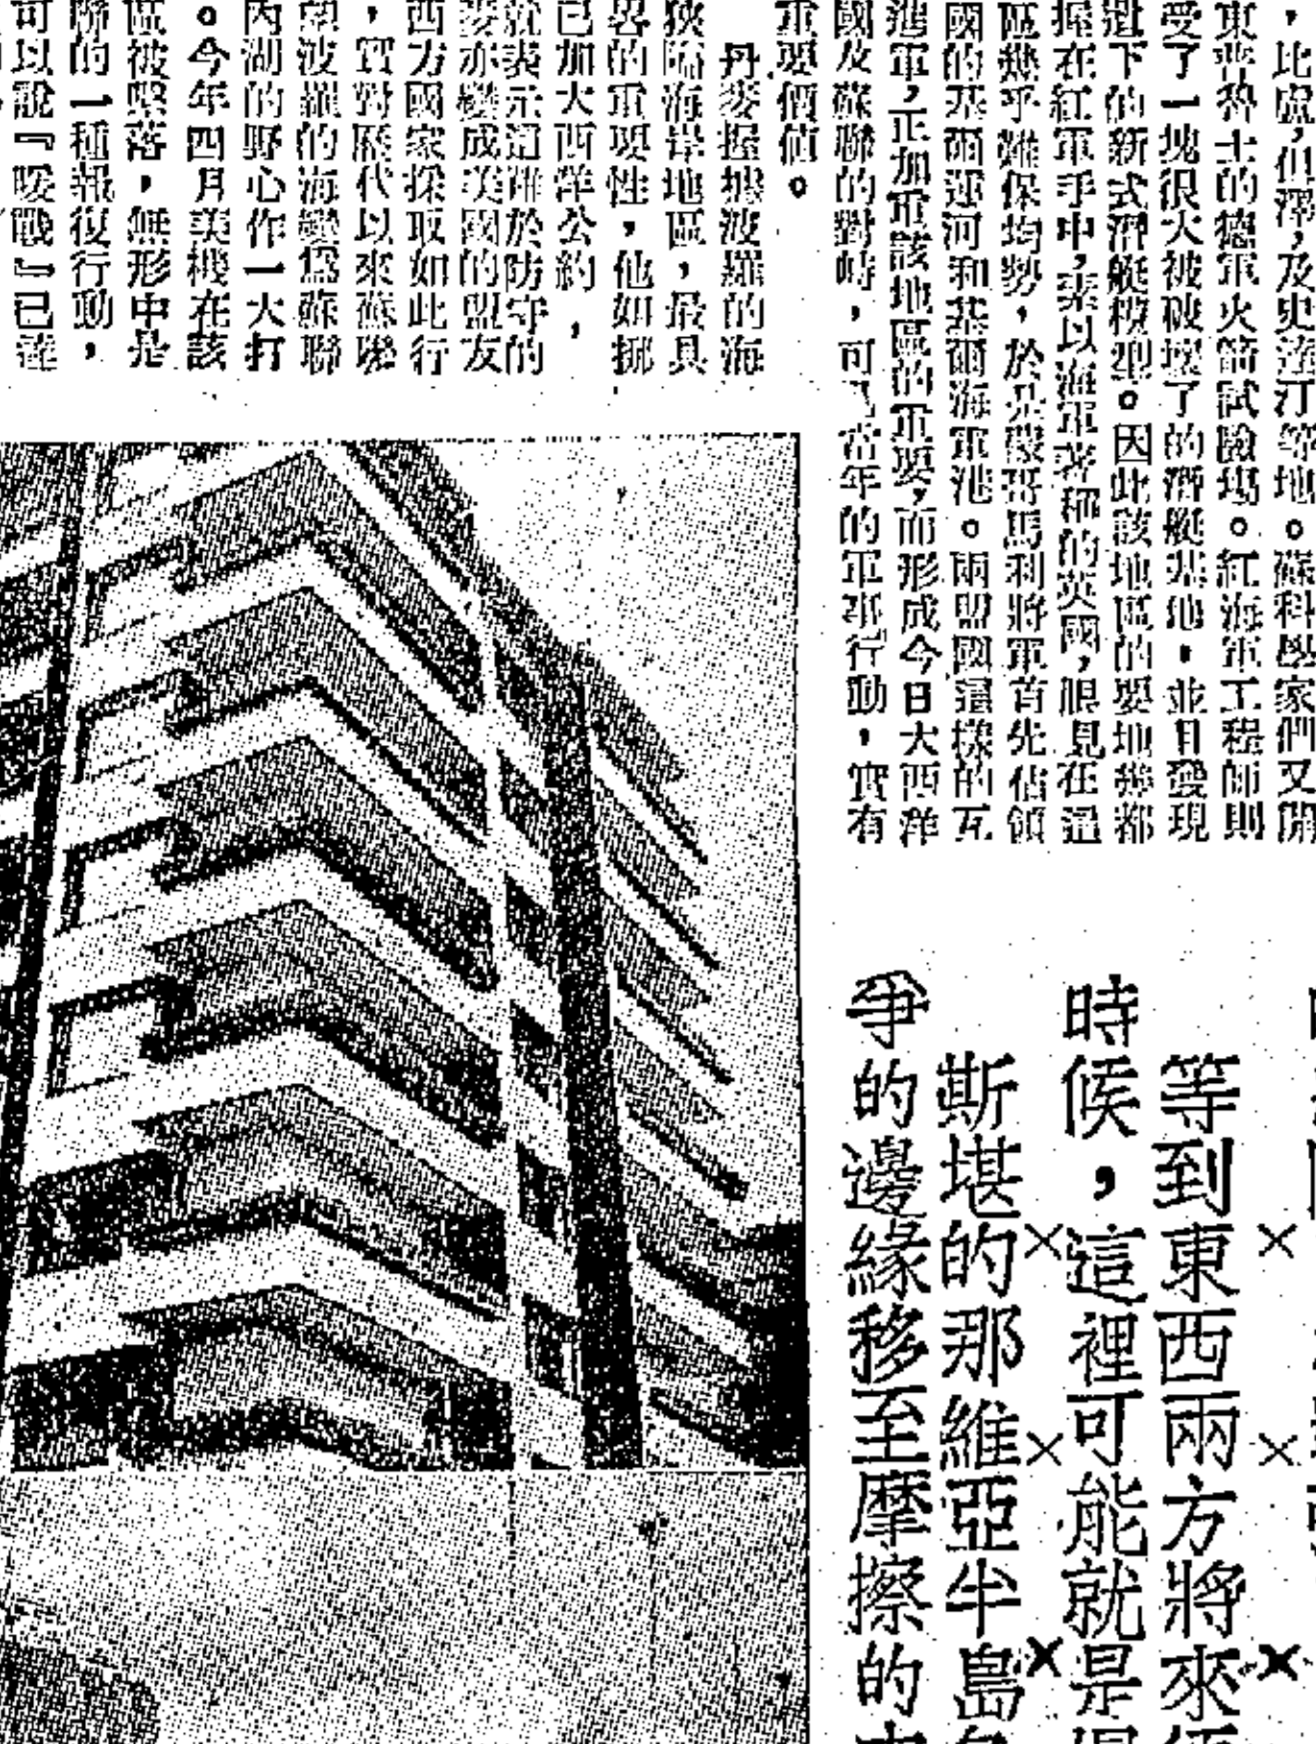 ，比盧，但澤，及史達汀等地。蘇科學家們又開
東普魯士的德軍火箭試驗場。紅海軍工程師則
受了一塊很大被破壞了的潛艇基地，並且發現
下的新式潛艇模型。因此該地區的要地幾都
握在紅軍手中，素以海軍著稱的英國，眼見在這
區幾乎難保均勢，於是蒙哥馬利將軍首先佔領
國的基爾運河和基爾海軍港。兩盟國這樣的互
進軍，正加重該地區的重要，而形成今日大西洋
國及蘇聯的對峙，可見當年的軍事行動，實有
重要價值。
丹麥握據波羅的海
狹隘海岸地區，最具
的重要性，他如挪
已加大西洋公約，
就表示這種於防守的
麥亦變成美國的盟友
西方國家採取如此行
，實對歷代以來蘇聯
波羅的海變為蘇聯
內湖的野心作一大打
。今年四月美機在該
區被擊落，無形中是
聯的一種報復行動，
可以說『冷戰』已達
等到東西兩方將來
時候，這裡可能就是
斯堪的那維亞半島
爭的邊緣移至摩擦的